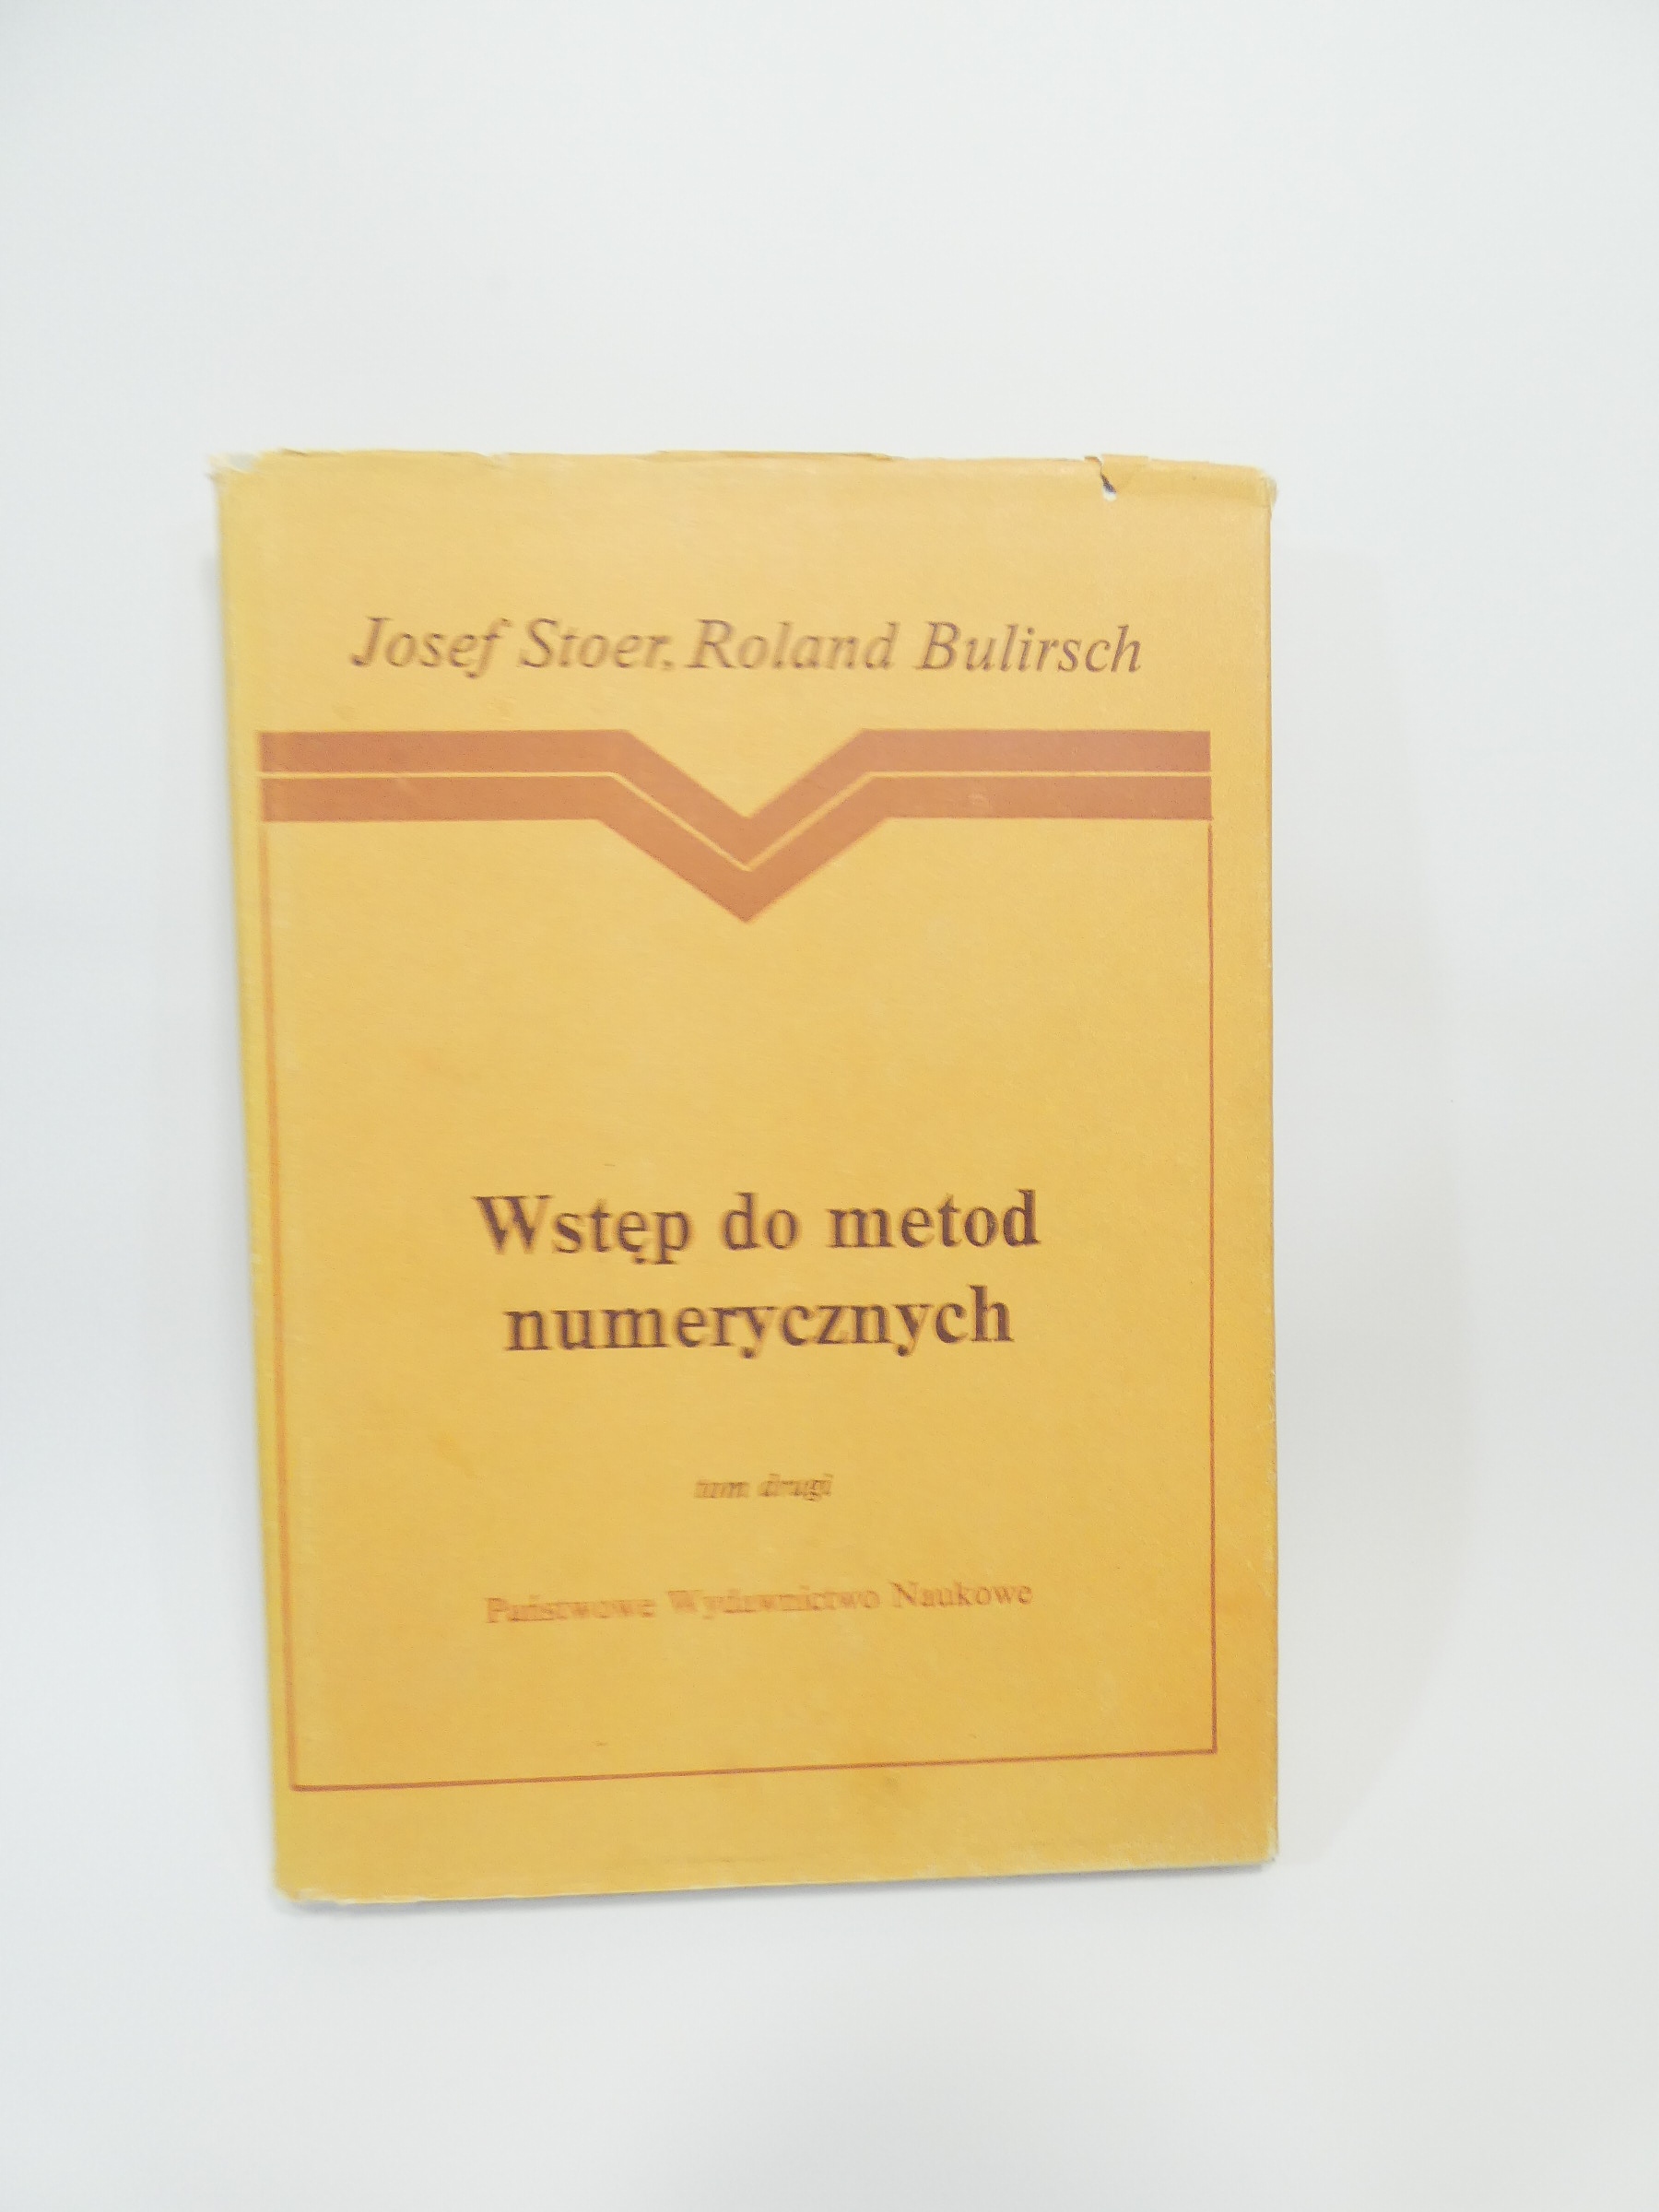 Josef Stoer, Roland Bulirsch
Wstęp do metod
numerycznych
tom drugi
Państwowe Wydawnictwo Naukowe